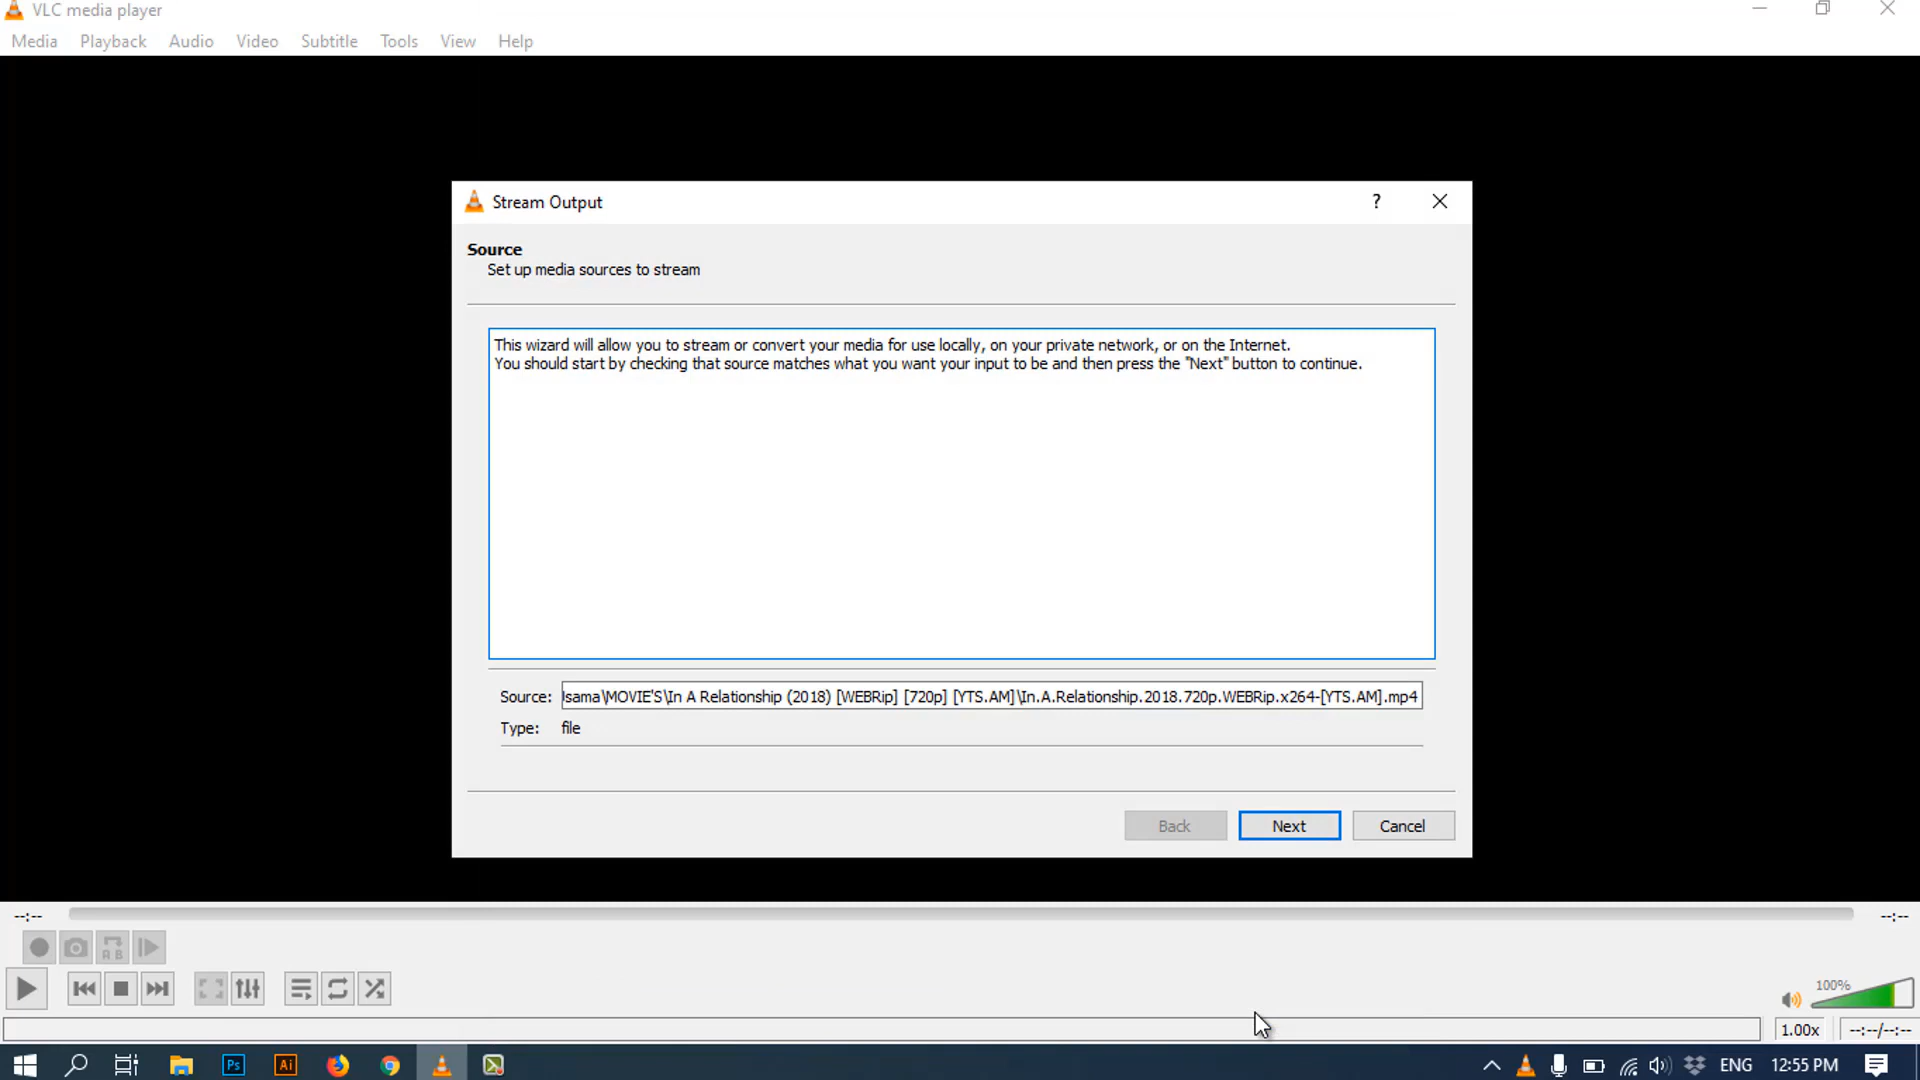 VLC media player
Media Playback Audio Video Subtitle Tools View Help
Stream Output
?
Source
Set up media sources to stream
This wizard will allow you to stream or convert your media for use locally, on your private network, or on the Internet.
You should start by checking that source matches what you want your input to be and then press the "Next" button to continue.
Source: Isama\MOVIE'S\In A Relationship (2018) [WEBRip] [720p] [YTS.AM]\In.A.Relationship.2018.720p.WEBRip.x264-[YTS.AM].mp4
Type: file
Back Next Cancel
--:-- --:--
A B
100%
1.00x --:--/--:--
Ps Ai ENG 12:55 PM